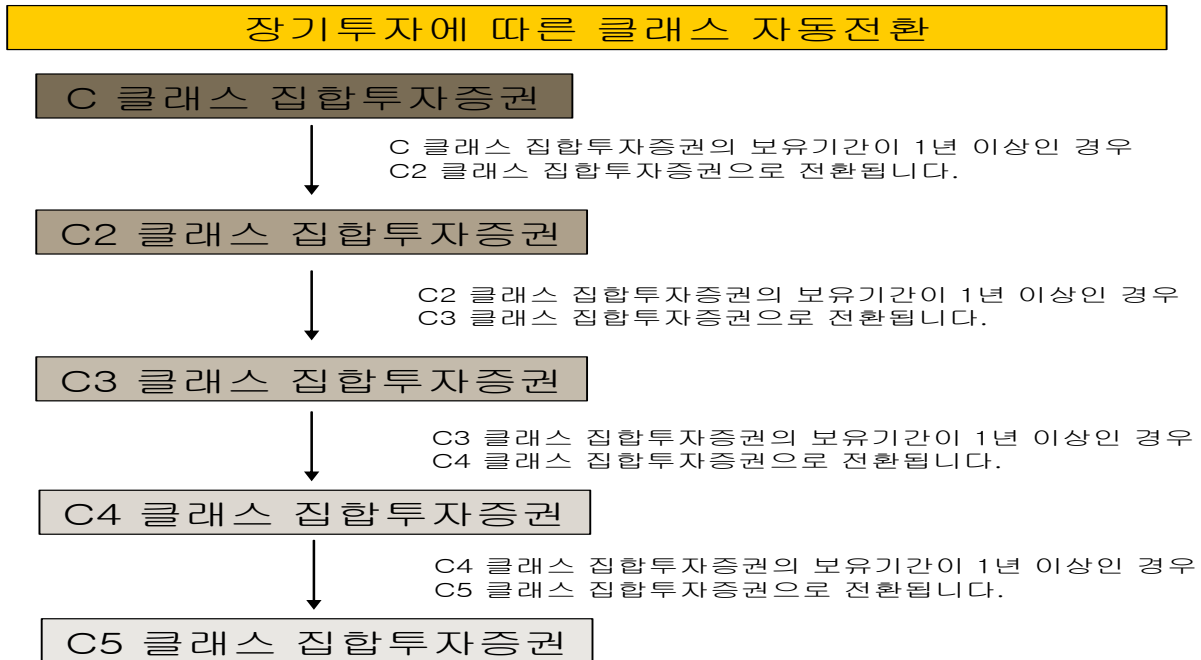 장기투자에 따른 클래스 자동전환
C 클래스 집합투자증권
C 클래스 집합투자증권의 보유기간이 1년 이상인 경우
C2 클래스 집합투자증권으로 전환됩니다.
C2 클래스 집합투자증권
C2 클래스 집합투자증권의 보유기간이 1년 이상인 경우
C3 클래스 집합투자증권으로 전환됩니다.
C3 클래스 집합투자증권
C3 클래스 집합투자증권의 보유기간이 1년 이상인 경우
C4 클래스 집합투자증권으로 전환됩니다.
C4 클래스 집합투자증권
C4 클래스 집합투자증권의 보유기간이 1년 이상인 경우
C5 클래스 집합투자증권으로 전환됩니다.
C5 클래스 집합투자증권